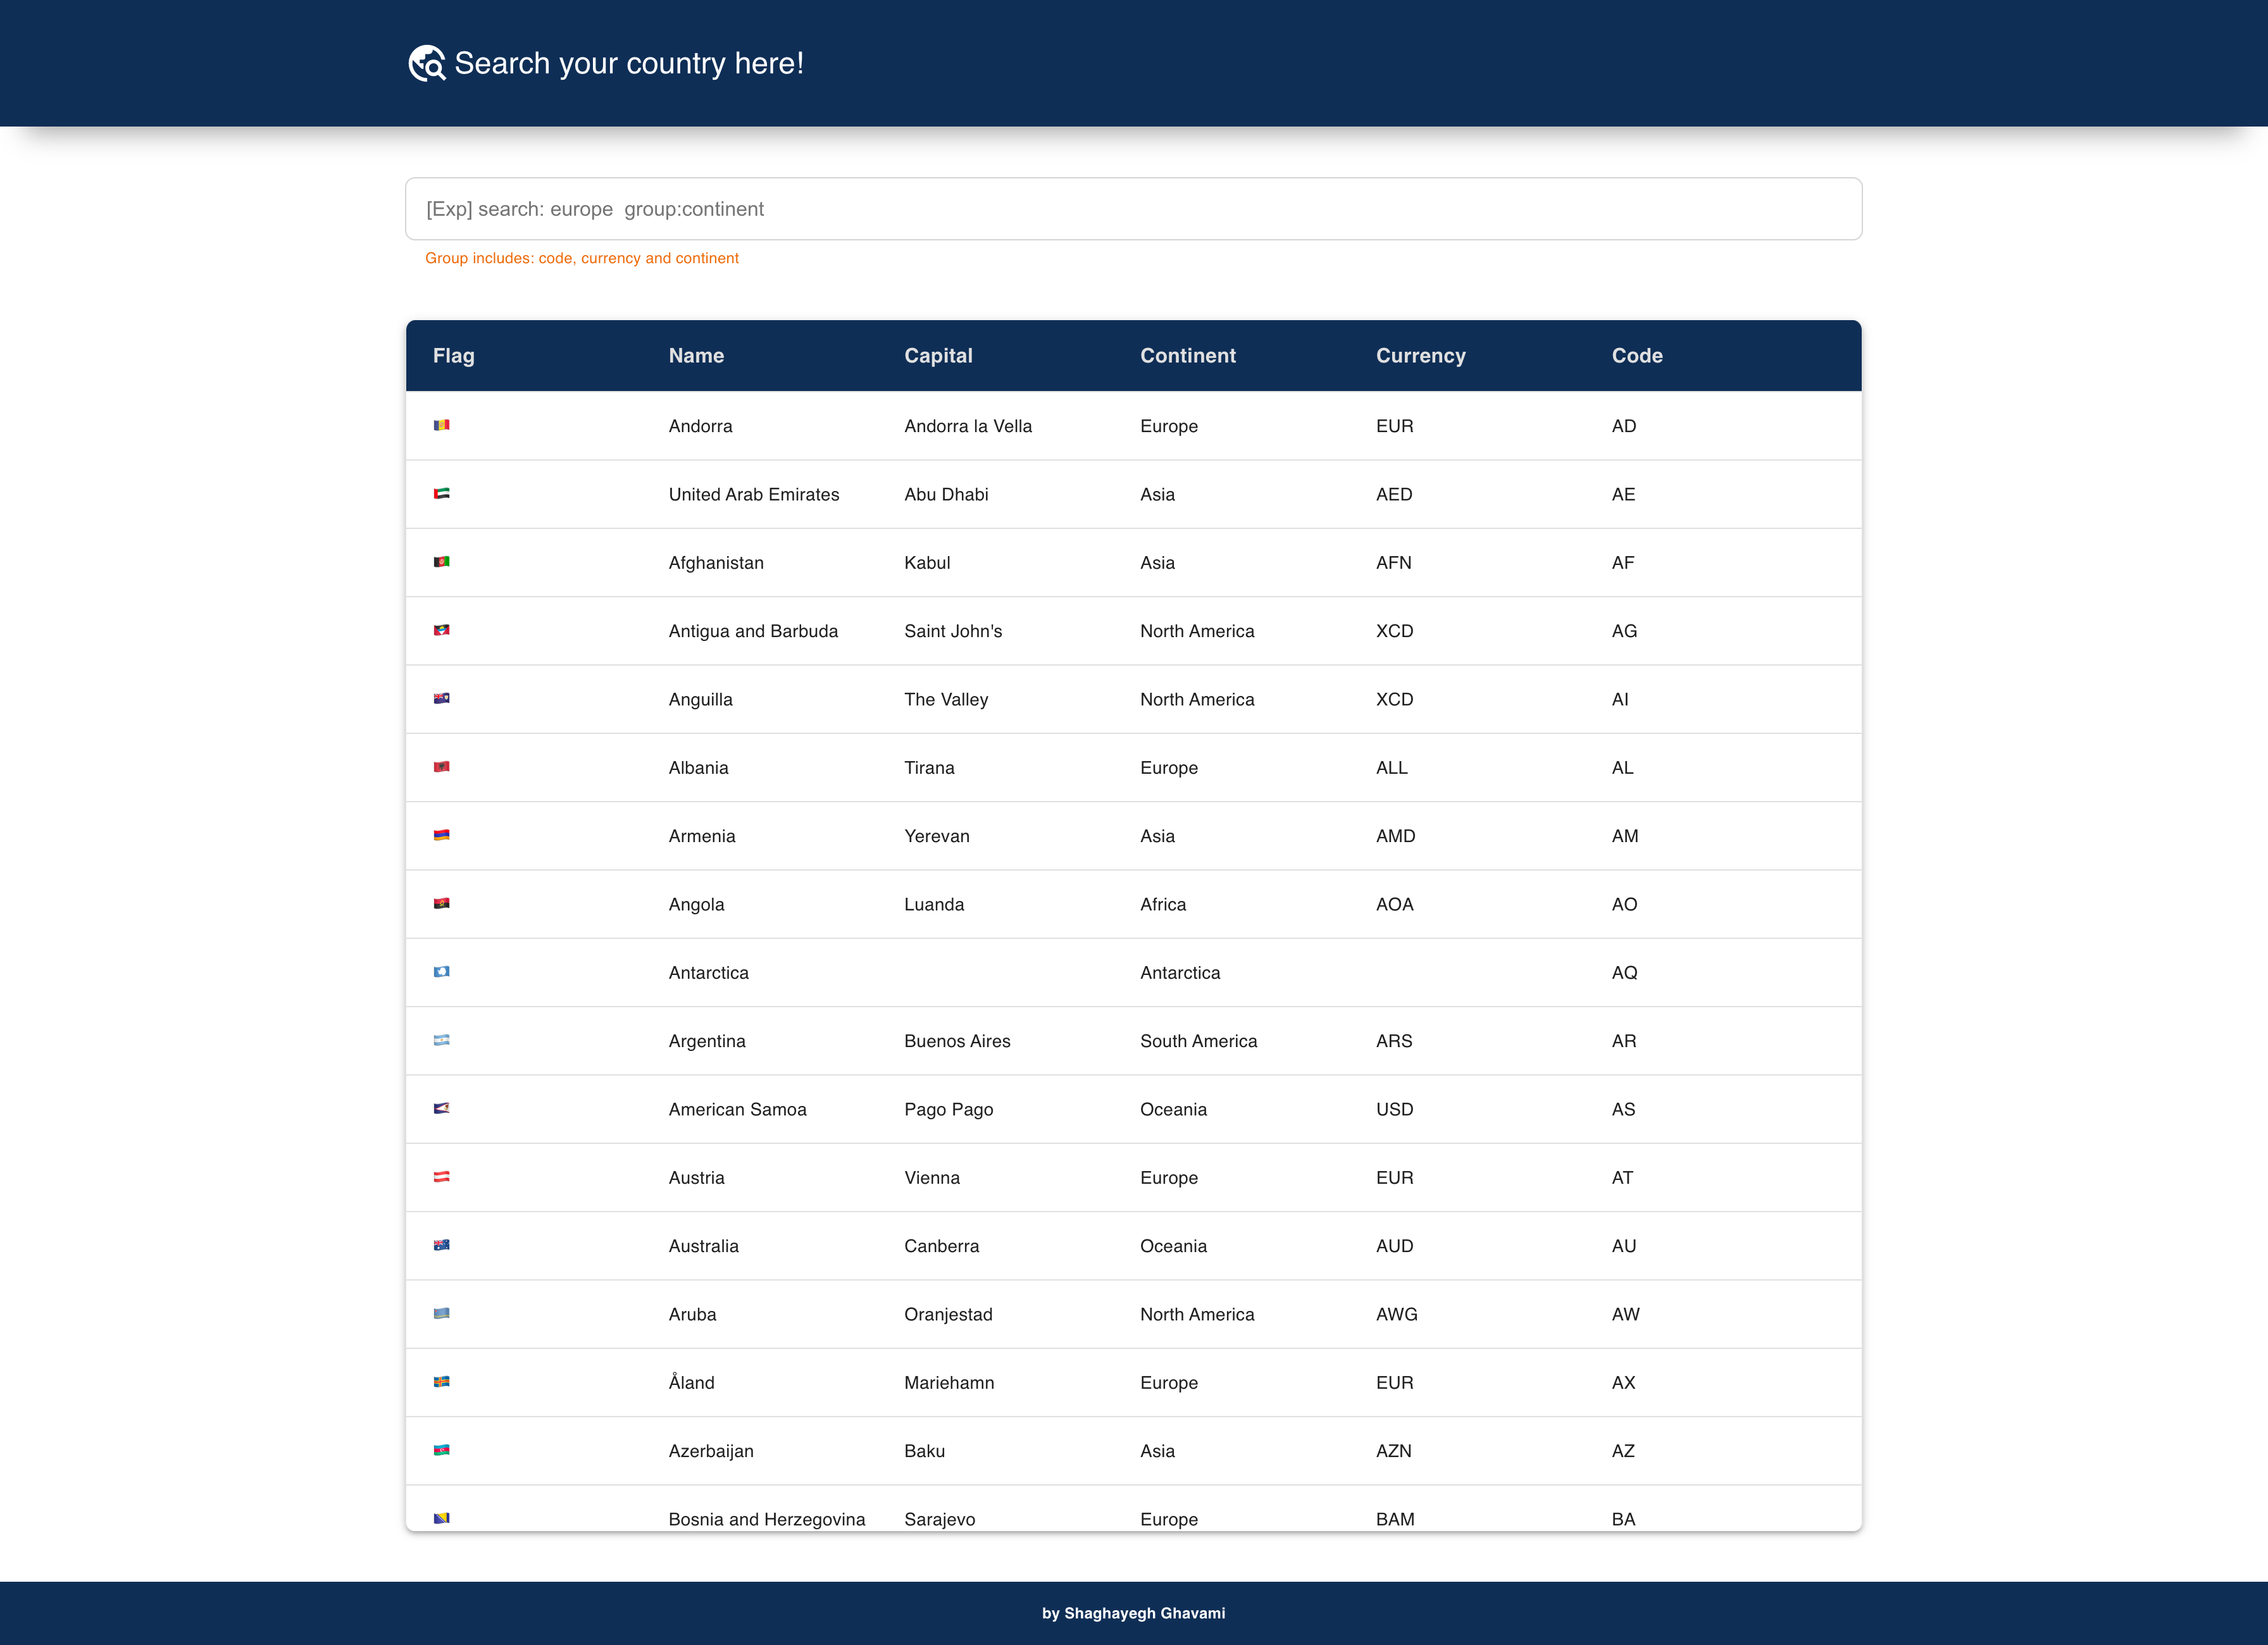 Search your country here!
[Exp] search: europe  group:continent
Group includes: code, currency and continent
Flag Name Capital Continent Currency Code
Andorra Andorra la Vella Europe EUR AD
United Arab Emirates Abu Dhabi Asia AED AE
Afghanistan Kabul Asia AFN AF
Antigua and Barbuda Saint John's North America XCD AG
Anguilla The Valley North America XCD AI
Albania Tirana Europe ALL AL
Armenia Yerevan Asia AMD AM
Angola Luanda Africa AOA AO
Antarctica Antarctica AQ
Argentina Buenos Aires South America ARS AR
American Samoa Pago Pago Oceania USD AS
Austria Vienna Europe EUR AT
Australia Canberra Oceania AUD AU
Aruba Oranjestad North America AWG AW
Åland Mariehamn Europe EUR AX
Azerbaijan Baku Asia AZN AZ
Bosnia and Herzegovina Sarajevo Europe BAM BA
by Shaghayegh Ghavami